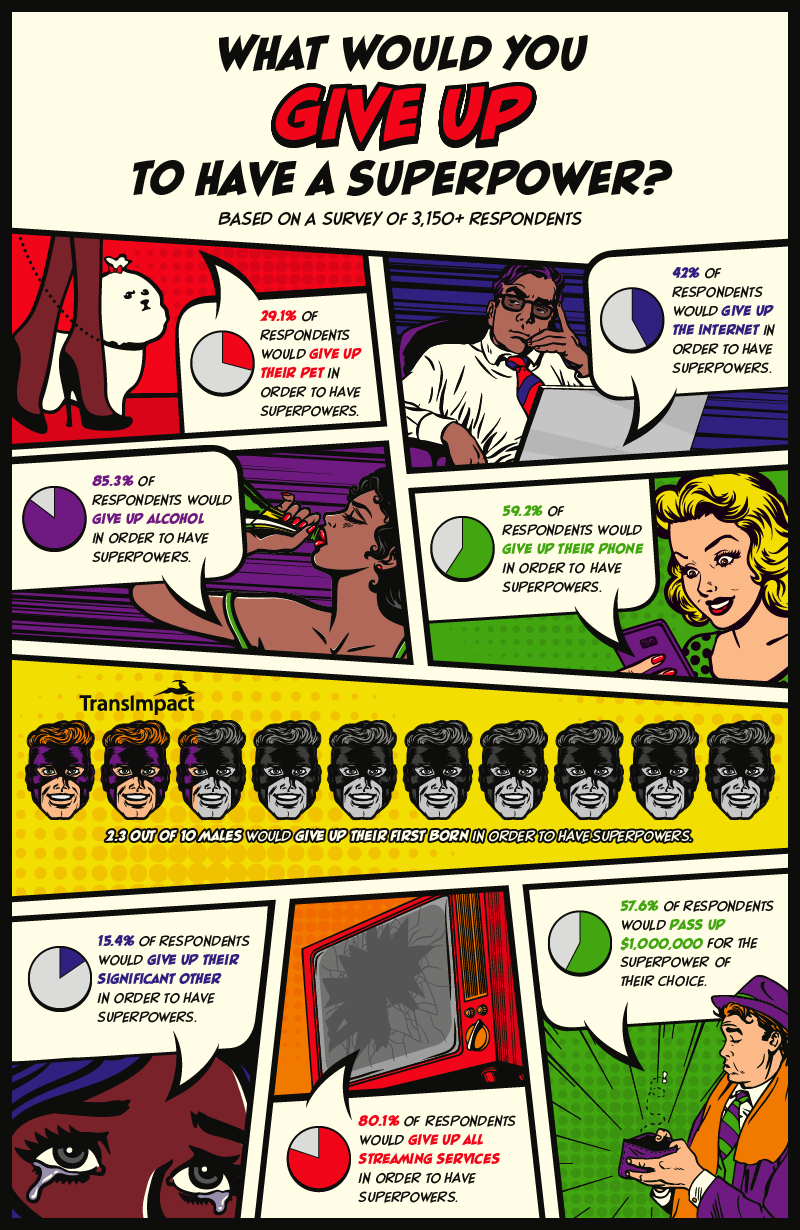 WHAT WOULD YOU
GIVE UP
TO HAVE A SUPERPOWER?
BASED ON A SURVEY OF 3,150+ RESPONDENTS
29.1% OF
RESPONDENTS
WOULD GIVE UP
THEIR PET IN
ORDER TO HAVE
SUPERPOWERS.
42% OF
RESPONDENTS
WOULD GIVE UP
THE INTERNET IN
ORDER TO HAVE
SUPERPOWERS.
85.3% OF
RESPONDENTS WOULD
GIVE UP ALCOHOL
IN ORDER TO HAVE
SUPERPOWERS.
59.2% OF
RESPONDENTS WOULD
GIVE UP THEIR PHONE
IN ORDER TO HAVE
SUPERPOWERS.
TransImpact
2.3 OUT OF 10 MALES WOULD GIVE UP THEIR FIRST BORN IN ORDER TO HAVE SUPERPOWERS.
15.4% OF RESPONDENTS
WOULD GIVE UP THEIR
SIGNIFICANT OTHER
IN ORDER TO HAVE
SUPERPOWERS.
80.1% OF RESPONDENTS
WOULD GIVE UP ALL
STREAMING SERVICES
IN ORDER TO HAVE
SUPERPOWERS.
57.6% OF RESPONDENTS
WOULD PASS UP
$1,000,000 FOR THE
SUPERPOWER OF
THEIR CHOICE.